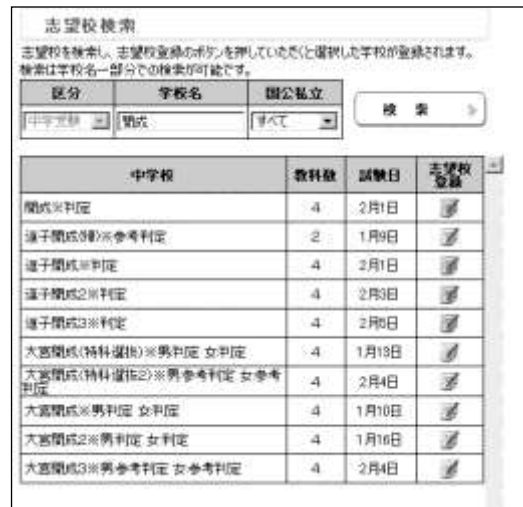 志望校検索
志望校を検索し、志望校登録のボタンを押していただくと選択した学校が登録されます。
検索は学校名一部分での検索が可能です。
区分 学校名 国公私立
中学受験 開成 すべて 検 索
中学校 教科数 試験日 志望校登録
開成※判定 4 2月1日
逗子開成(帰)※参考判定 2 1月9日
逗子開成※判定 4 2月1日
逗子開成2※判定 4 2月3日
逗子開成3※判定 4 2月5日
大宮開成(特科選抜)※男判定 女判定 4 1月13日
大宮開成(特科選抜2)※男参考判定 女参考判定 4 2月4日
大宮開成※男判定 女判定 4 1月10日
大宮開成2※男判定 女判定 4 1月16日
大宮開成3※男参考判定 女参考判定 4 2月4日